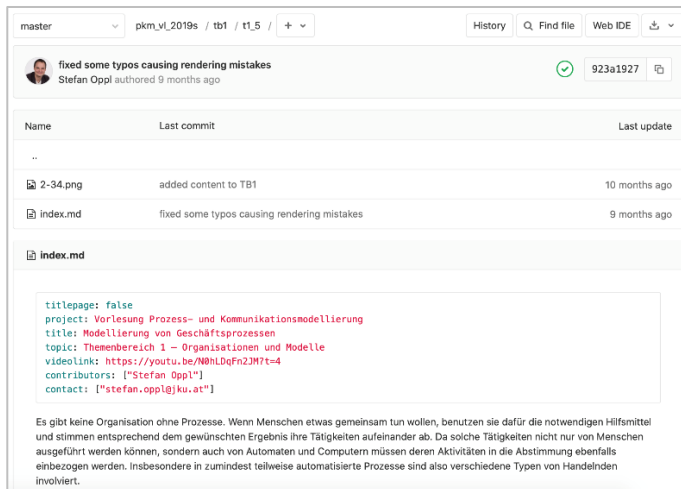 master pkm_vl_2019s / tb1 / t1_5 / + History Find file Web IDE
fixed some typos causing rendering mistakes
Stefan Oppl authored 9 months ago
923a1927
Name Last commit Last update
..
2-34.png added content to TB1 10 months ago
index.md fixed some typos causing rendering mistakes 9 months ago
index.md
titlepage: false
project: Vorlesung Prozess- und Kommunikationsmodellierung
title: Modellierung von Geschäftsprozessen
topic: Themenbereich 1 – Organisationen und Modelle
videolink: https://youtu.be/N0hLDqFn2JM?t=4
contributors: ["Stefan Oppl"]
contact: ["stefan.oppl@jku.at"]
Es gibt keine Organisation ohne Prozesse. Wenn Menschen etwas gemeinsam tun wollen, benutzen sie dafür die notwendigen Hilfsmittel
und stimmen entsprechend dem gewünschten Ergebnis ihre Tätigkeiten aufeinander ab. Da solche Tätigkeiten nicht nur von Menschen
ausgeführt werden können, sondern auch von Automaten und Computern müssen deren Aktivitäten in die Abstimmung ebenfalls
einbezogen werden. Insbesondere in zumindest teilweise automatisierte Prozesse sind also verschiedene Typen von Handelnden
involviert.